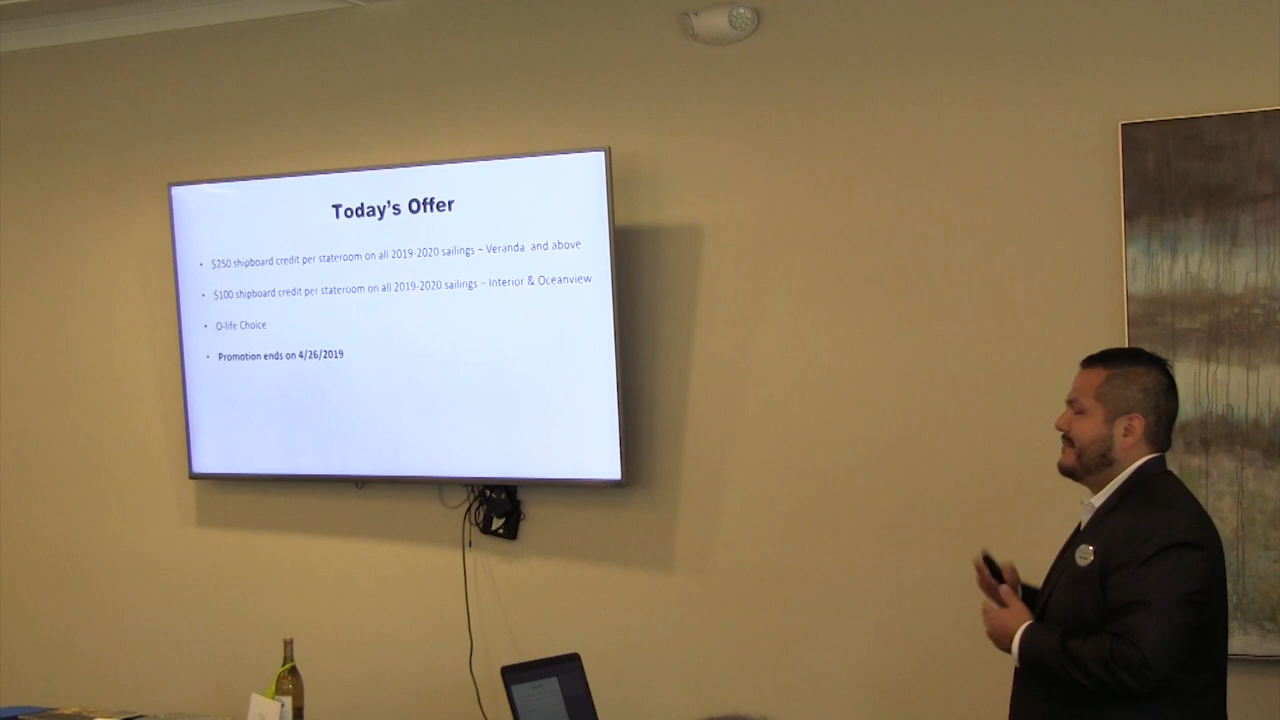 Today's Offer
• $250 shipboard credit per stateroom on all 2019-2020 sailings – Veranda and above
• $100 shipboard credit per stateroom on all 2019-2020 sailings – Interior & Oceanview
• O-life Choice
• Promotion ends on 4/26/2019